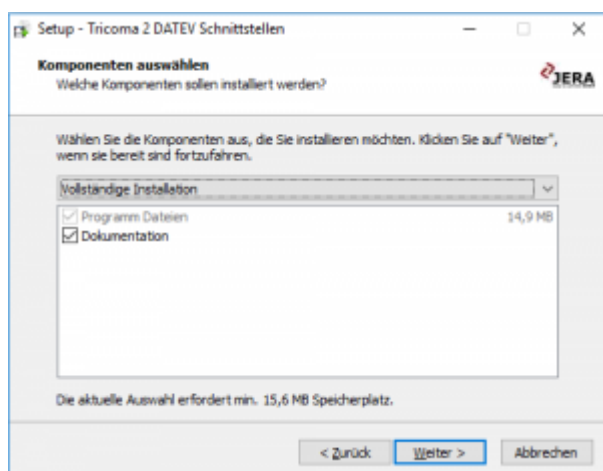 Setup - Tricoma 2 DATEV Schnittstellen
Komponenten auswählen
Welche Komponenten sollen installiert werden?
JERA
Wählen Sie die Komponenten aus, die Sie installieren möchten. Klicken Sie auf "Weiter",
wenn sie bereit sind fortzufahren.
Vollständige Installation
Programm Dateien 14,9 MB
Dokumentation
Die aktuelle Auswahl erfordert min. 15,6 MB Speicherplatz.
< Zurück Weiter > Abbrechen